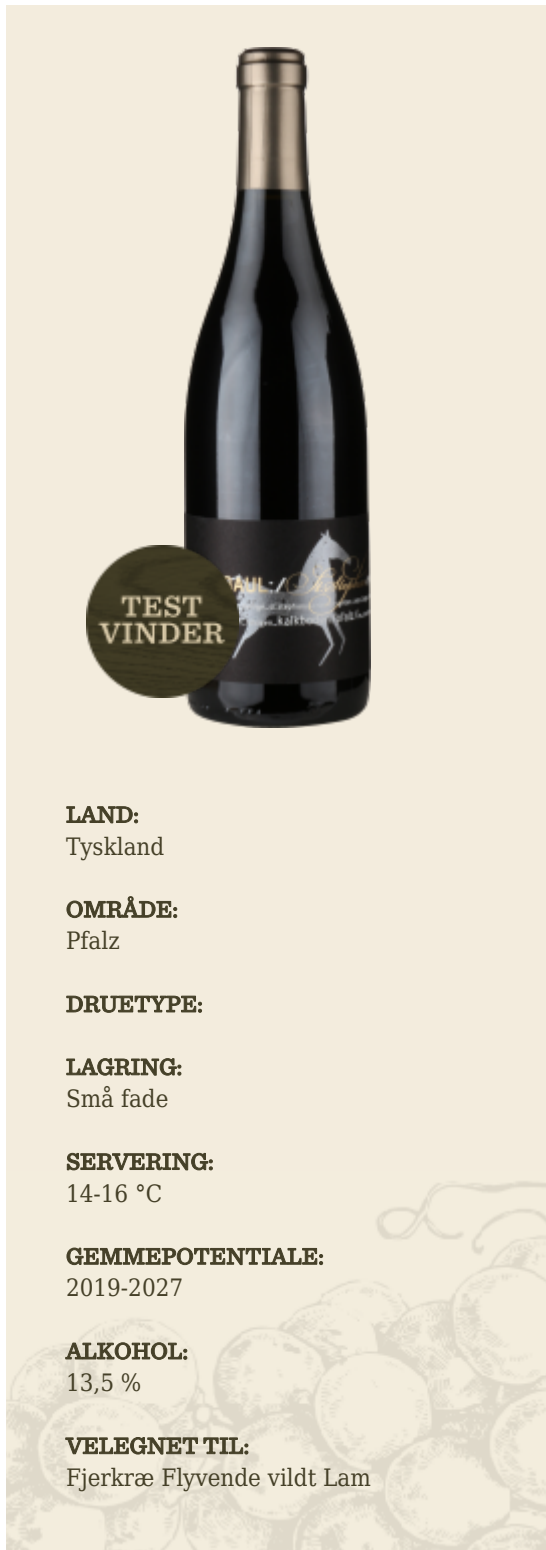 TEST
VINDER
LAND:
Tyskland
OMRÅDE:
Pfalz
DRUETYPE:
LAGRING:
Små fade
SERVERING:
14-16 °C
GEMMEPOTENTIALE:
2019-2027
ALKOHOL:
13,5 %
VELEGNET TIL:
Fjerkræ Flyvende vildt Lam